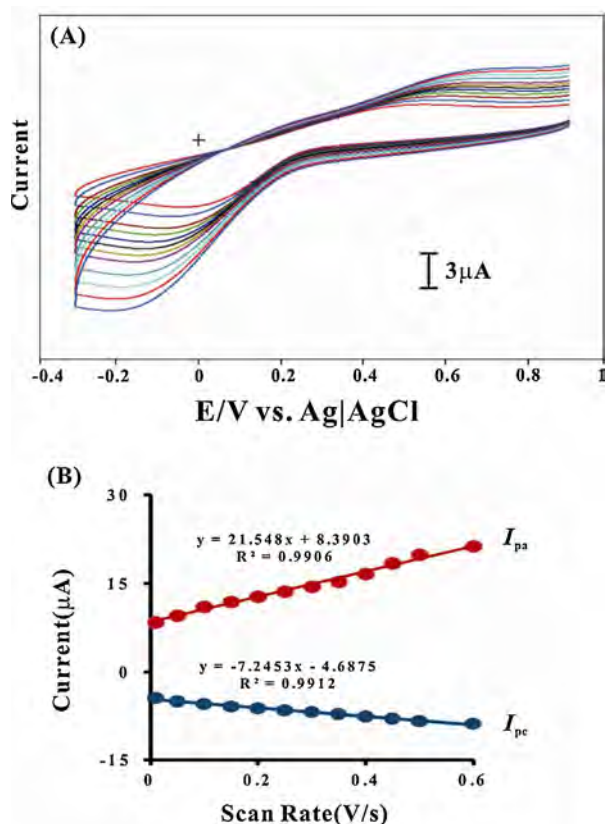 (A)
Current
+
3μA
-0.4
-0.2
0
0.2
0.4
0.6
0.8
1
E/V vs. Ag|AgCl
(B)
30
15
0
-15
Current(μA)
y = 21.548x + 8.3903
R² = 0.9906
Ipa
y = -7.2453x - 4.6875
R² = 0.9912
Ipc
0
0.2
0.4
0.6
Scan Rate(V/s)